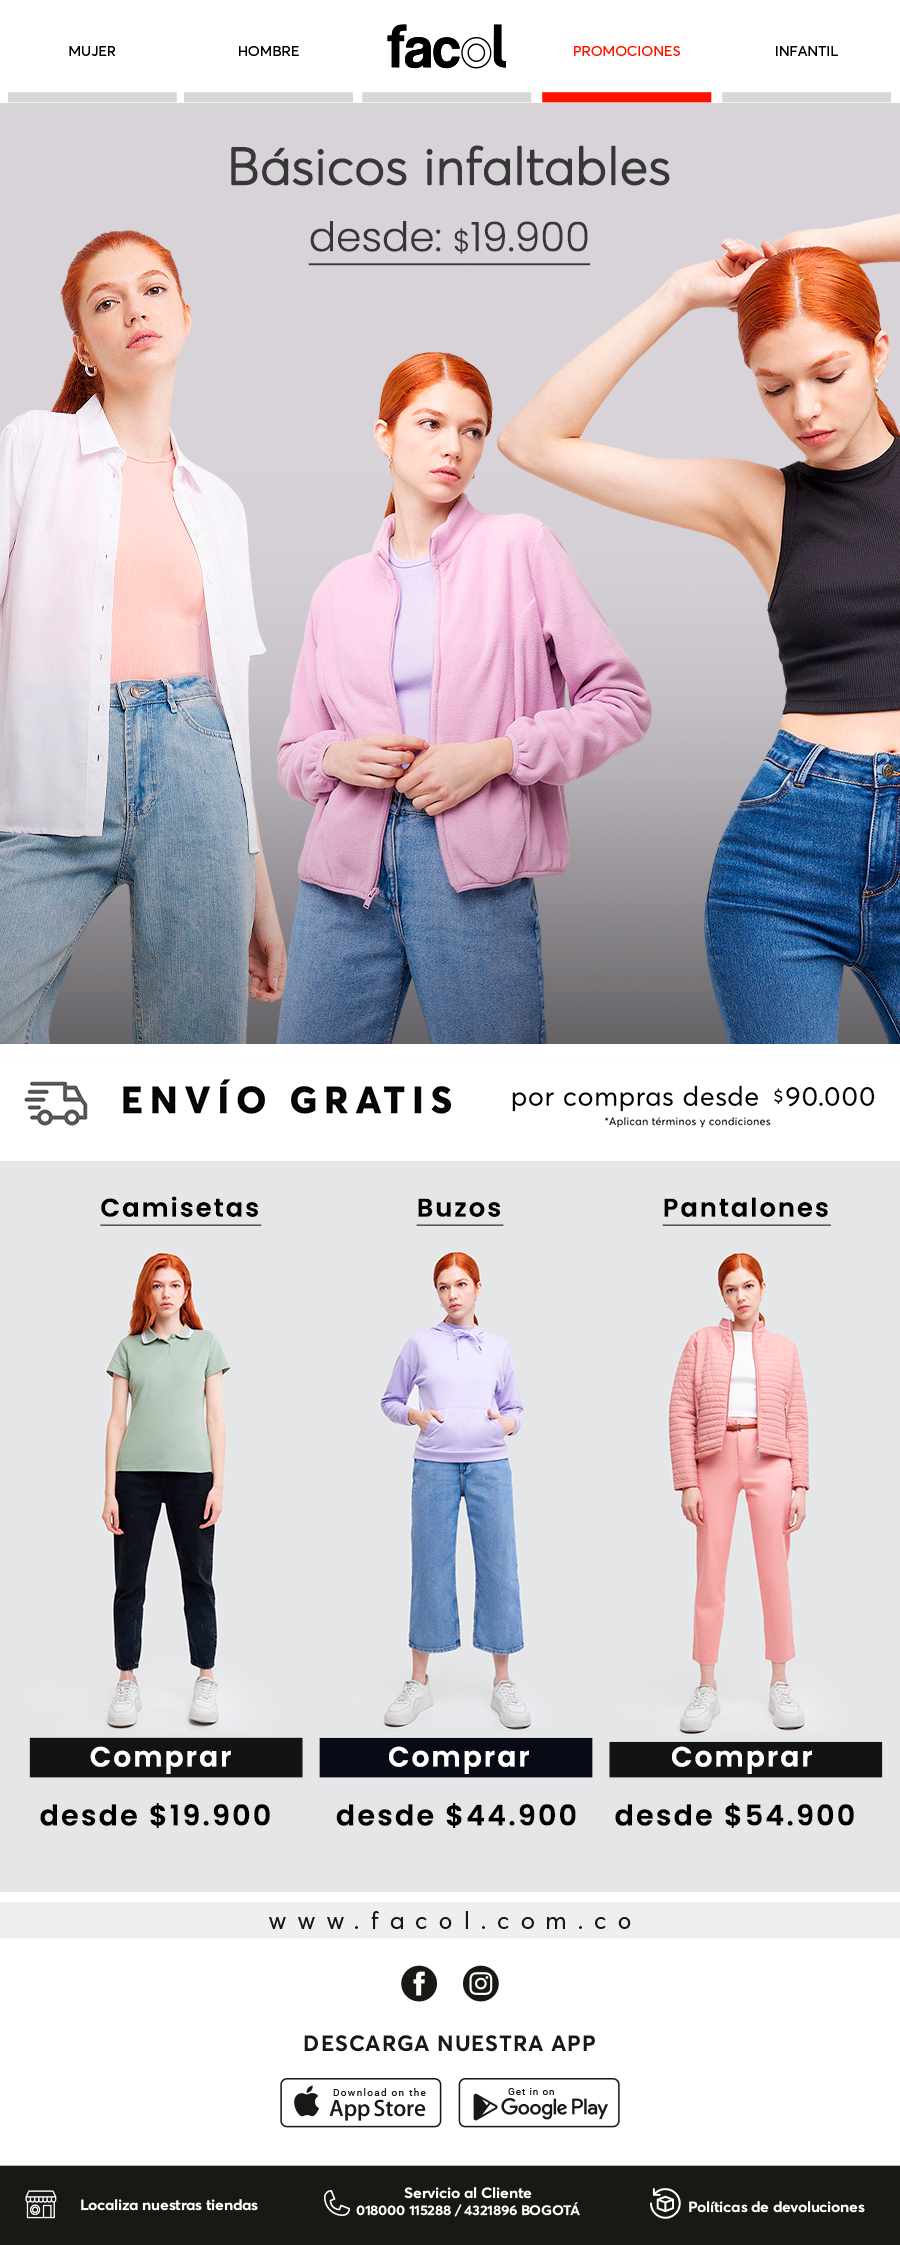 MUJER
HOMBRE
facol
PROMOCIONES
INFANTIL
Básicos infaltables
desde: $19.900
ENVÍO GRATIS
por compras desde $90.000
*Aplican términos y condiciones
Camisetas
Buzos
Pantalones
Comprar
Comprar
Comprar
desde $19.900
desde $44.900
desde $54.900
www.facol.com.co
DESCARGA NUESTRA APP
Download on the
App Store
Get in on
Google Play
Localiza nuestras tiendas
Servicio al Cliente
018000 115288 / 4321896 BOGOTÁ
Políticas de devoluciones